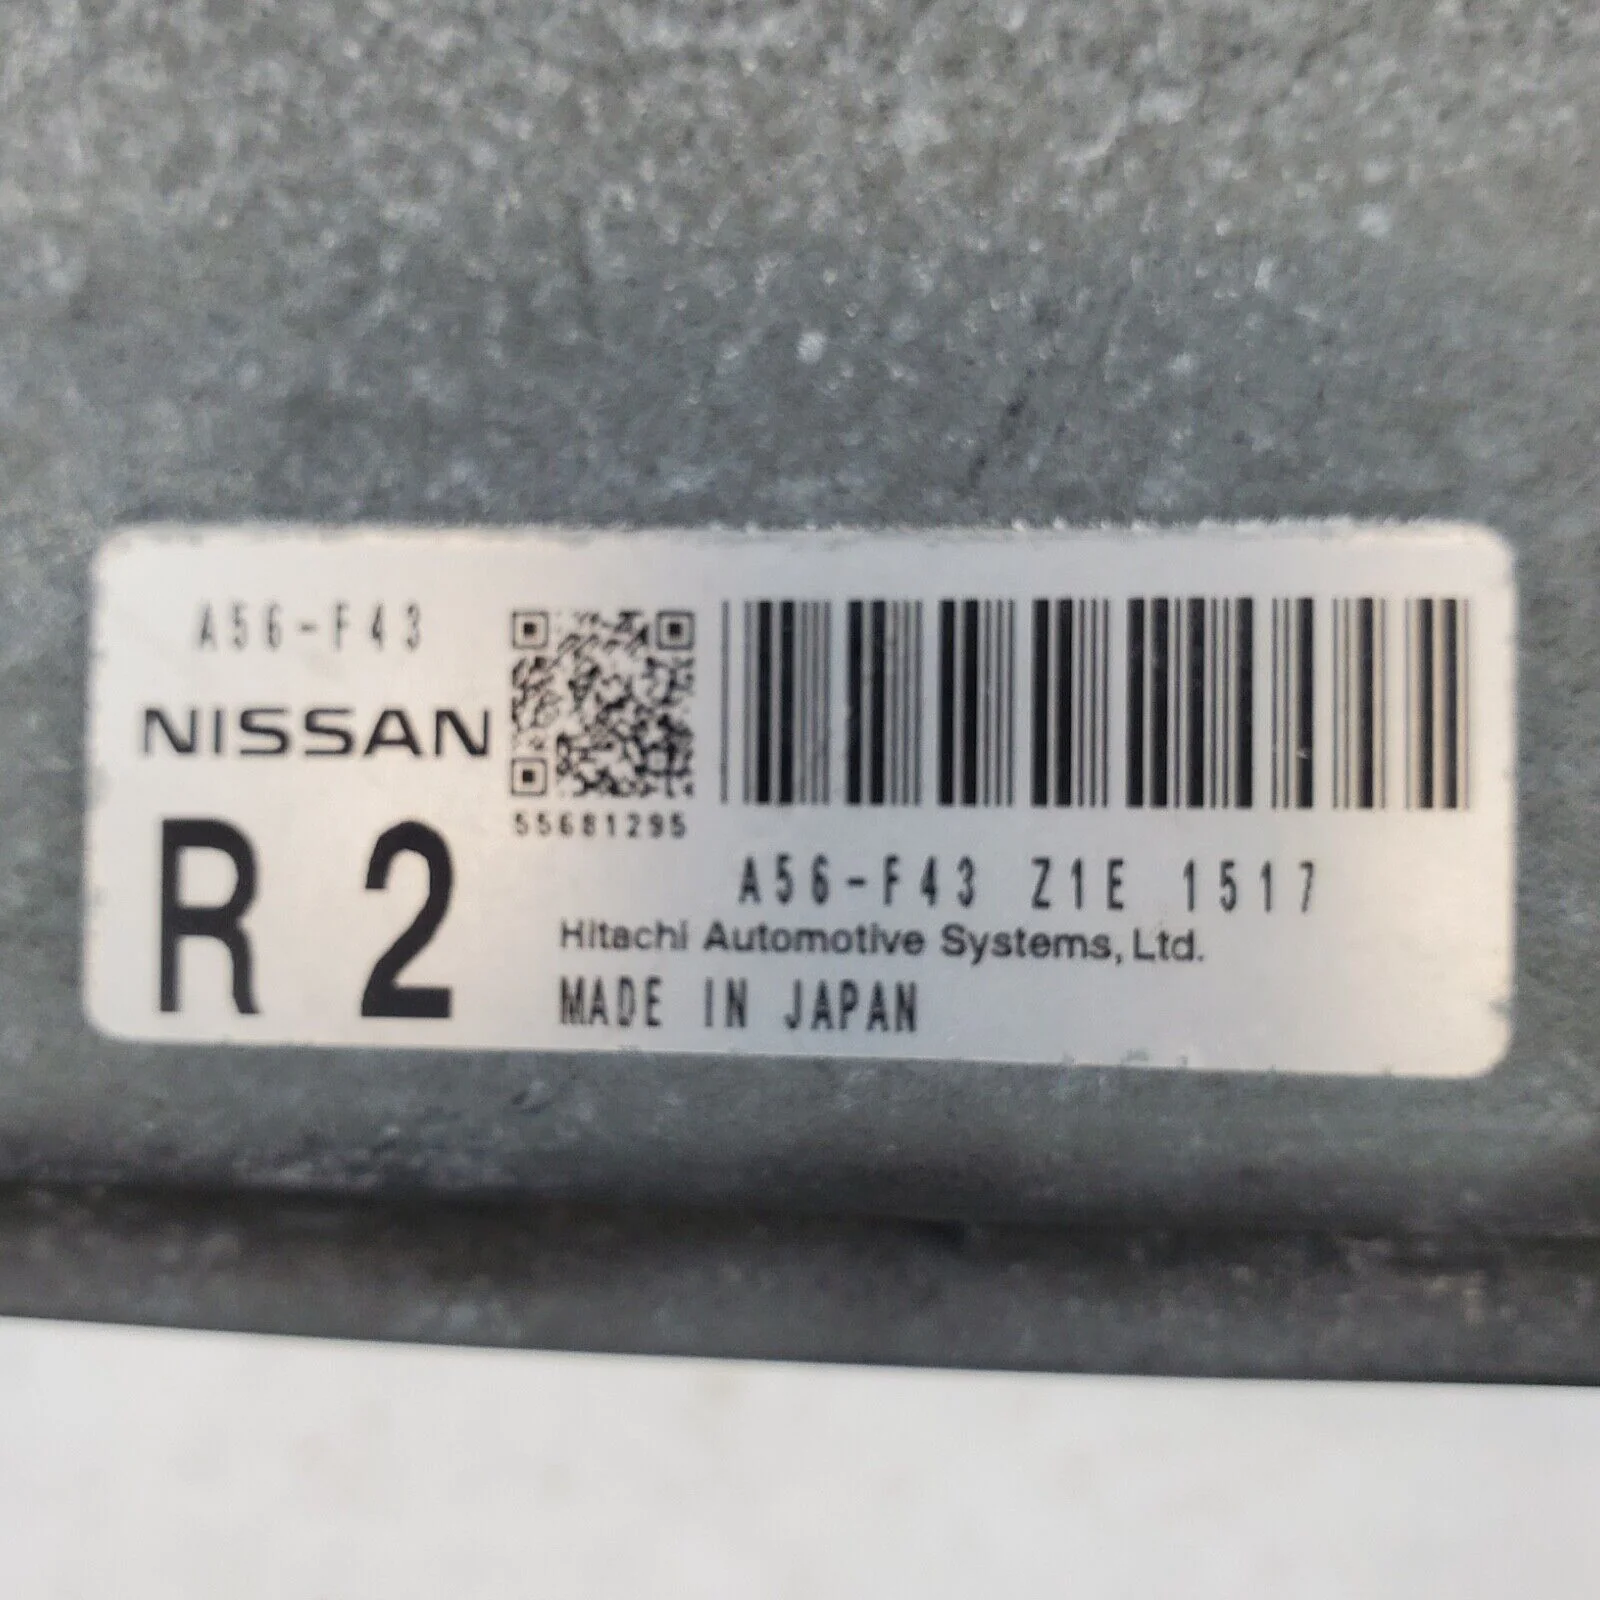 A56-F43
NISSAN
R 2
55681295
A56-F43 Z1E 1517
Hitachi Automotive Systems, Ltd.
MADE IN JAPAN